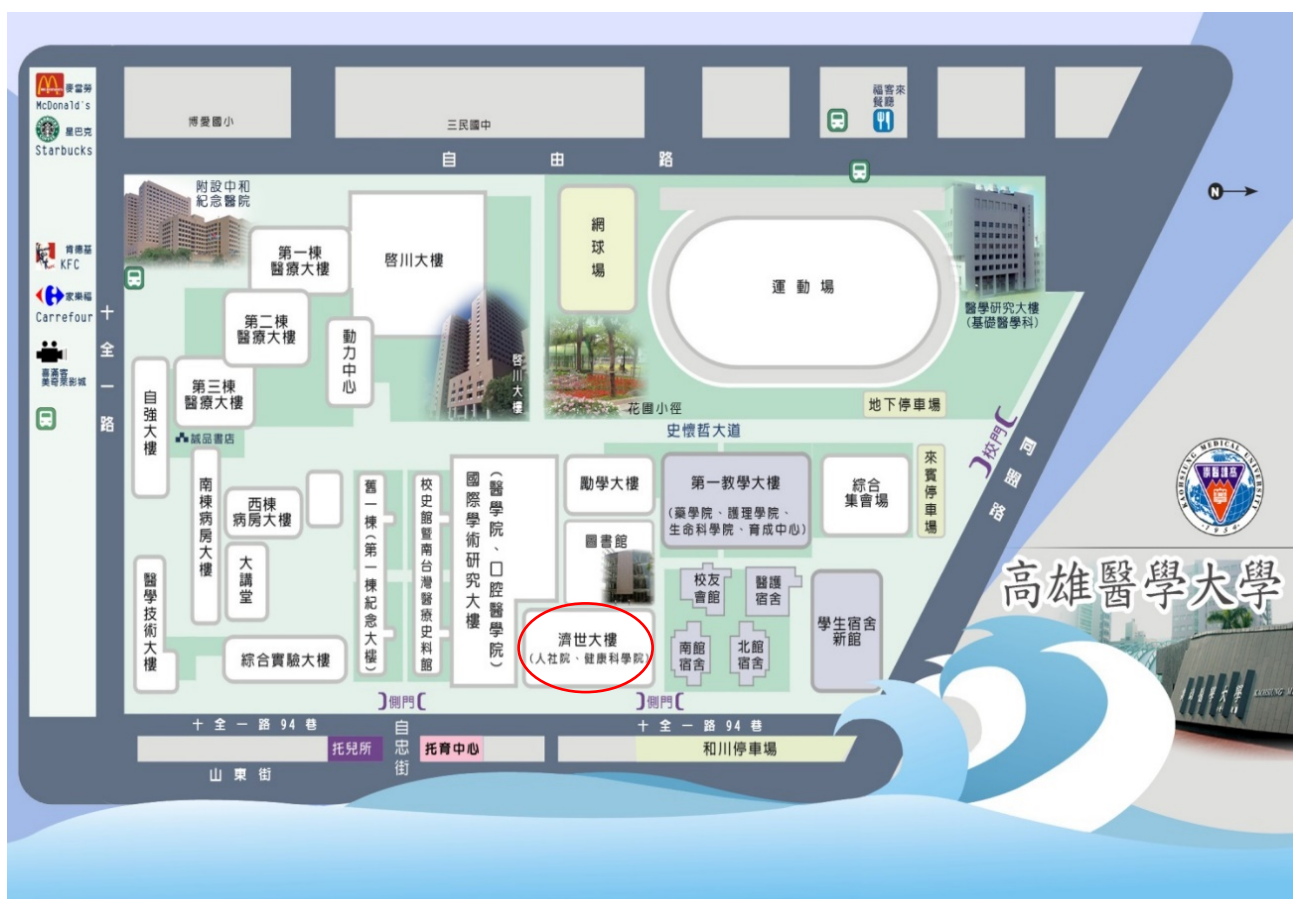 麥當勞
McDonald's
星巴克
Starbucks
肯德基
KFC
家樂福
Carrefour
喜滿客
美奇萊影城
十全一路
博愛國小
三民國中
福客來
餐廳
自由路
N
附設中和
紀念醫院
第一棟
醫療大樓
啓川大樓
網球場
運動場
醫學研究大樓
(基礎醫學科)
第二棟
醫療大樓
動力中心
啓川大樓
第三棟
醫療大樓
自強大樓
誠品書店
花園小徑
地下停車場
史懷哲大道
校門
同盟路
南棟病房大樓
西棟
病房大樓
大講堂
舊一棟(第一棟紀念大樓)
校史館暨南台灣醫療史料館
國際學術研究大樓
(醫學院、口腔醫學院)
勵學大樓
第一教學大樓
(藥學院、護理學院、
生命科學院、育成中心)
綜合
集會場
來賓停車場
圖書館
醫學技術大樓
綜合實驗大樓
濟世大樓
(人社院、健康科學院)
校友
會館
醫護
宿舍
南館
宿舍
北館
宿舍
學生宿舍
新館
側門
側門
十全一路94巷
自忠街
十全一路94巷
托兒所
托育中心
和川停車場
山東街
KAOHSIUNG MEDICAL UNIVERSITY
1954
高雄醫學大學